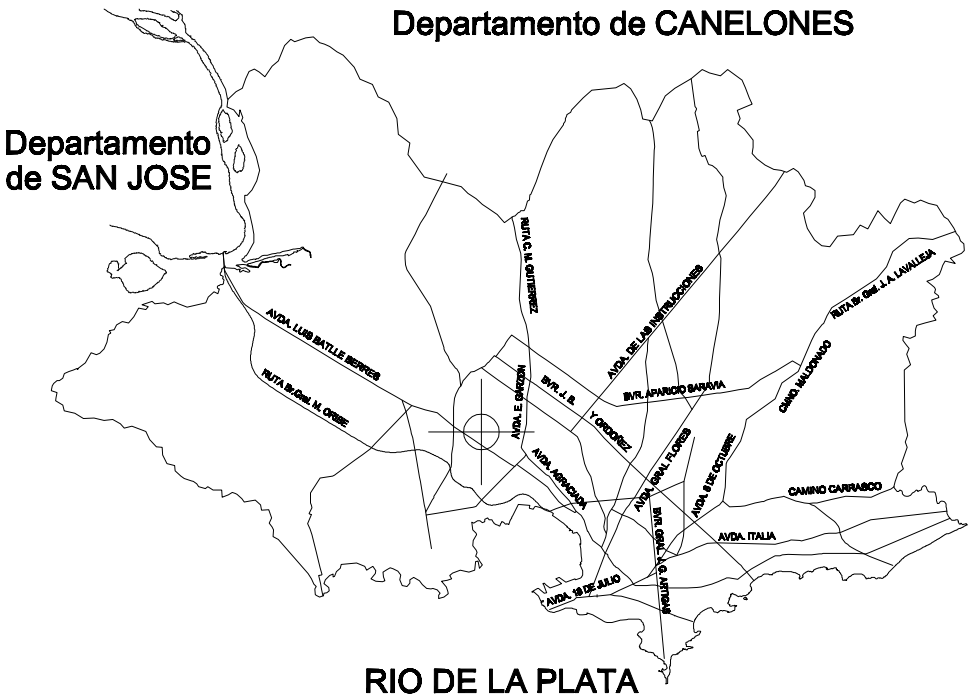 Departamento de CANELONES
Departamento
de SAN JOSE
RUTA C. M. GUTIERREZ
RUTA Br. Gral. J. A. LAVALLEJA
AVDA. DE LAS INSTRUCCIONES
AVDA. LUIS BATLLE BERRES
RUTA Br. Gral. M. ORIBE
AVDA. E. GARZON
BVR. J. B.
Y ORDOÑEZ
BVR. APARICIO SARAVIA
CMNO. MALDONADO
AVDA. AGRACIADA
AVDA. GRAL FLORES
AVDA. 8 DE OCTUBRE
CAMINO CARRASCO
BVR. GRAL J. G. ARTIGAS
AVDA. ITALIA
AVDA. 18 DE JULIO
RIO DE LA PLATA